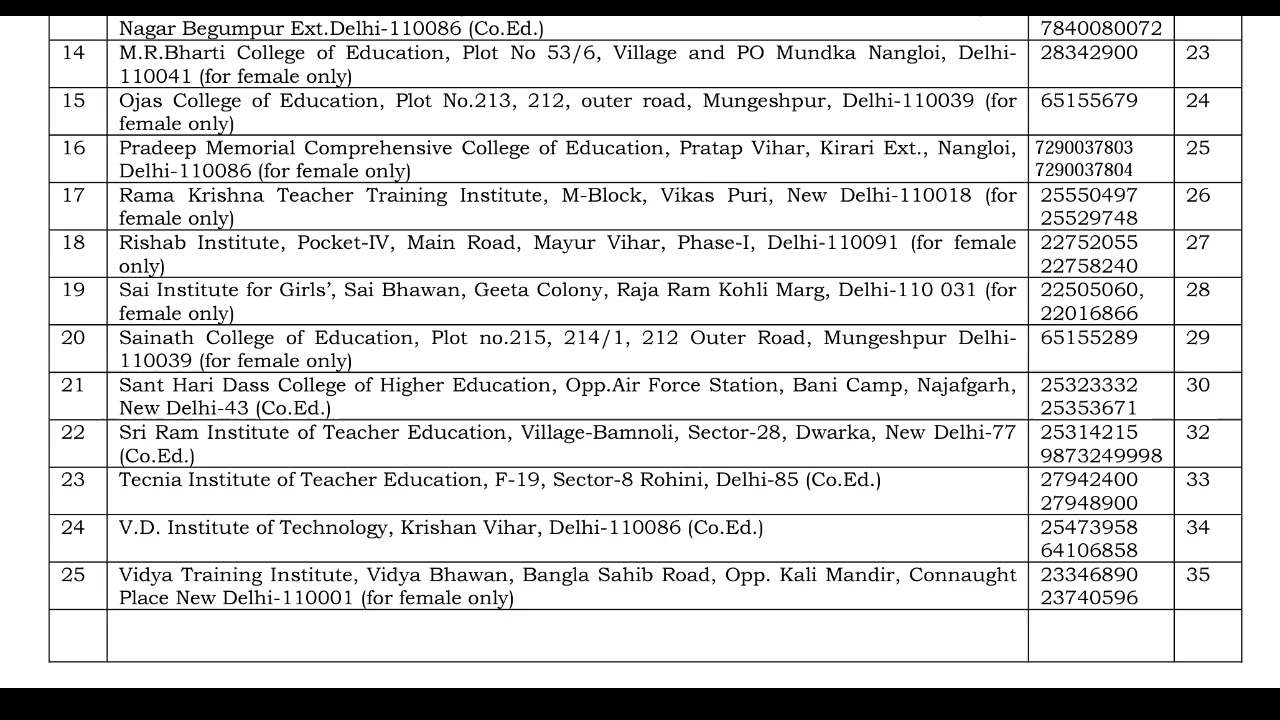 Nagar Begumpur Ext.Delhi-110086 (Co.Ed.) 7840080072
14 M.R.Bharti College of Education, Plot No 53/6, Village and PO Mundka Nangloi, Delhi- 28342900 23
110041 (for female only)
15 Ojas College of Education, Plot No.213, 212, outer road, Mungeshpur, Delhi-110039 (for 65155679 24
female only)
16 Pradeep Memorial Comprehensive College of Education, Pratap Vihar, Kirari Ext., Nangloi, 7290037803 25
Delhi-110086 (for female only) 7290037804
17 Rama Krishna Teacher Training Institute, M-Block, Vikas Puri, New Delhi-110018 (for 25550497 26
female only) 25529748
18 Rishab Institute, Pocket-IV, Main Road, Mayur Vihar, Phase-I, Delhi-110091 (for female 22752055 27
only) 22758240
19 Sai Institute for Girls’, Sai Bhawan, Geeta Colony, Raja Ram Kohli Marg, Delhi-110 031 (for 22505060, 28
female only) 22016866
20 Sainath College of Education, Plot no.215, 214/1, 212 Outer Road, Mungeshpur Delhi- 65155289 29
110039 (for female only)
21 Sant Hari Dass College of Higher Education, Opp.Air Force Station, Bani Camp, Najafgarh, 25323332 30
New Delhi-43 (Co.Ed.) 25353671
22 Sri Ram Institute of Teacher Education, Village-Bamnoli, Sector-28, Dwarka, New Delhi-77 25314215 32
(Co.Ed.) 9873249998
23 Tecnia Institute of Teacher Education, F-19, Sector-8 Rohini, Delhi-85 (Co.Ed.) 27942400 33
27948900
24 V.D. Institute of Technology, Krishan Vihar, Delhi-110086 (Co.Ed.) 25473958 34
64106858
25 Vidya Training Institute, Vidya Bhawan, Bangla Sahib Road, Opp. Kali Mandir, Connaught 23346890 35
Place New Delhi-110001 (for female only) 23740596